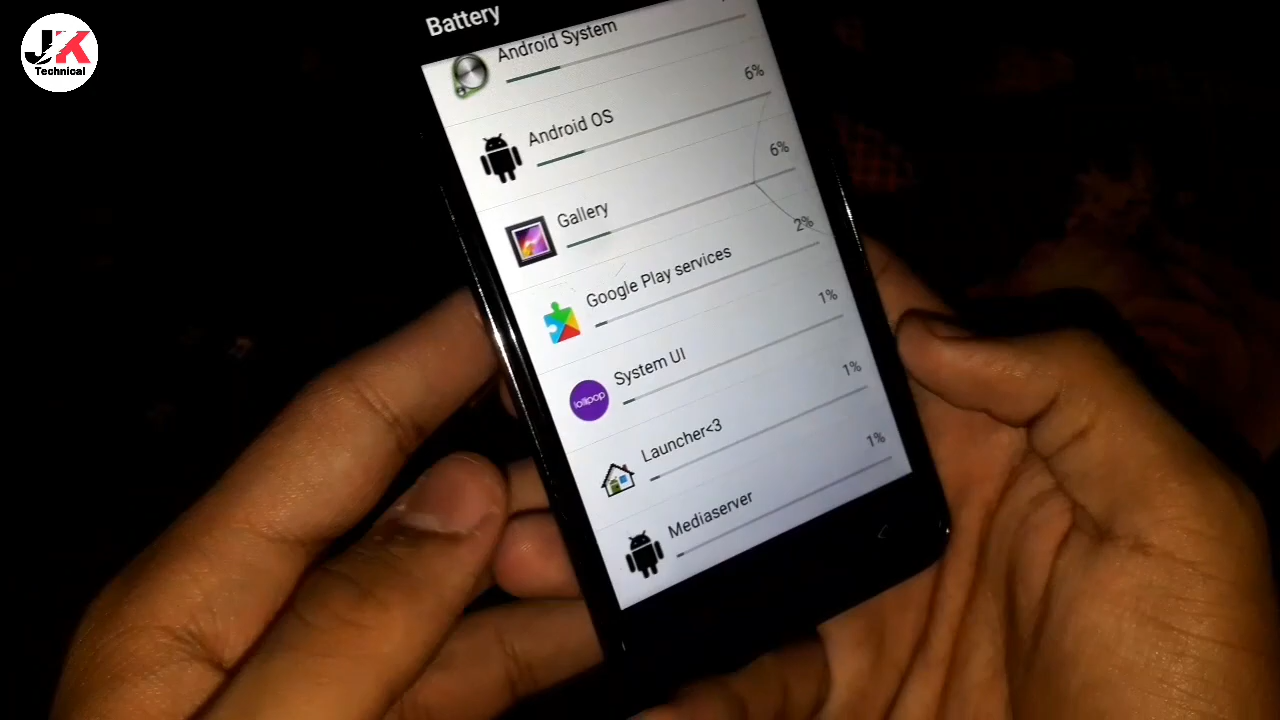 JK
Technical
Battery
Android System
6%
Android OS
6%
Gallery
2%
Google Play services
1%
System UI
lollipop
1%
Launcher<3
1%
Mediaserver